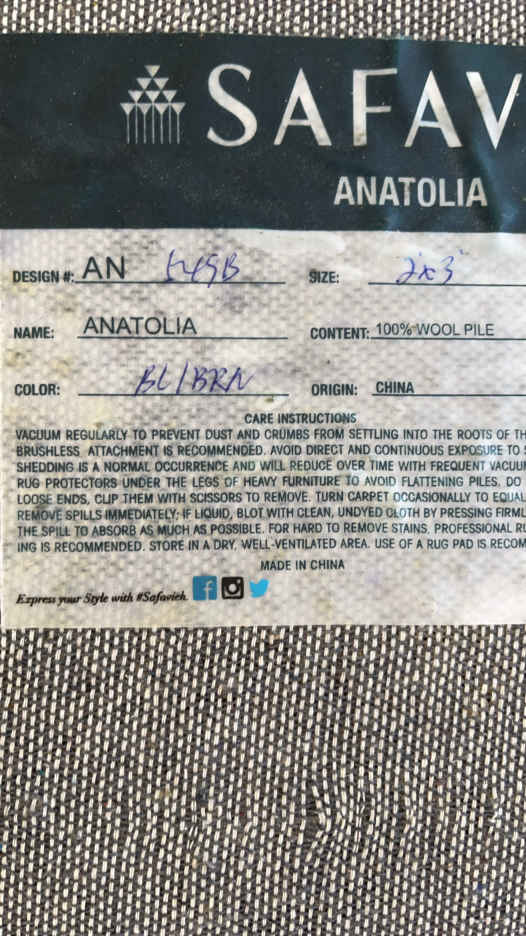 SAFAV
ANATOLIA
DESIGN #: AN 549B SIZE: 2'x3'
NAME: ANATOLIA CONTENT: 100% WOOL PILE
COLOR: BL/BRN ORIGIN: CHINA
CARE INSTRUCTIONS
VACUUM REGULARLY TO PREVENT DUST AND CRUMBS FROM SETTLING INTO THE ROOTS OF TH
BRUSHLESS ATTACHMENT IS RECOMMENDED. AVOID DIRECT AND CONTINUOUS EXPOSURE TO S
SHEDDING IS A NORMAL OCCURRENCE AND WILL REDUCE OVER TIME WITH FREQUENT VACUU
RUG PROTECTORS UNDER THE LEGS OF HEAVY FURNITURE TO AVOID FLATTENING PILES. DO
LOOSE ENDS, CLIP THEM WITH SCISSORS TO REMOVE. TURN CARPET OCCASIONALLY TO EQUAL
REMOVE SPILLS IMMEDIATELY: IF LIQUID, BLOT WITH CLEAN, UNDYED CLOTH BY PRESSING FIRML
THE SPILL TO ABSORB AS MUCH AS POSSIBLE. FOR HARD TO REMOVE STAINS, PROFESSIONAL RU
ING IS RECOMMENDED. STORE IN A DRY, WELL-VENTILATED AREA. USE OF A RUG PAD IS RECOM
MADE IN CHINA
Express your Style with #Safavieh